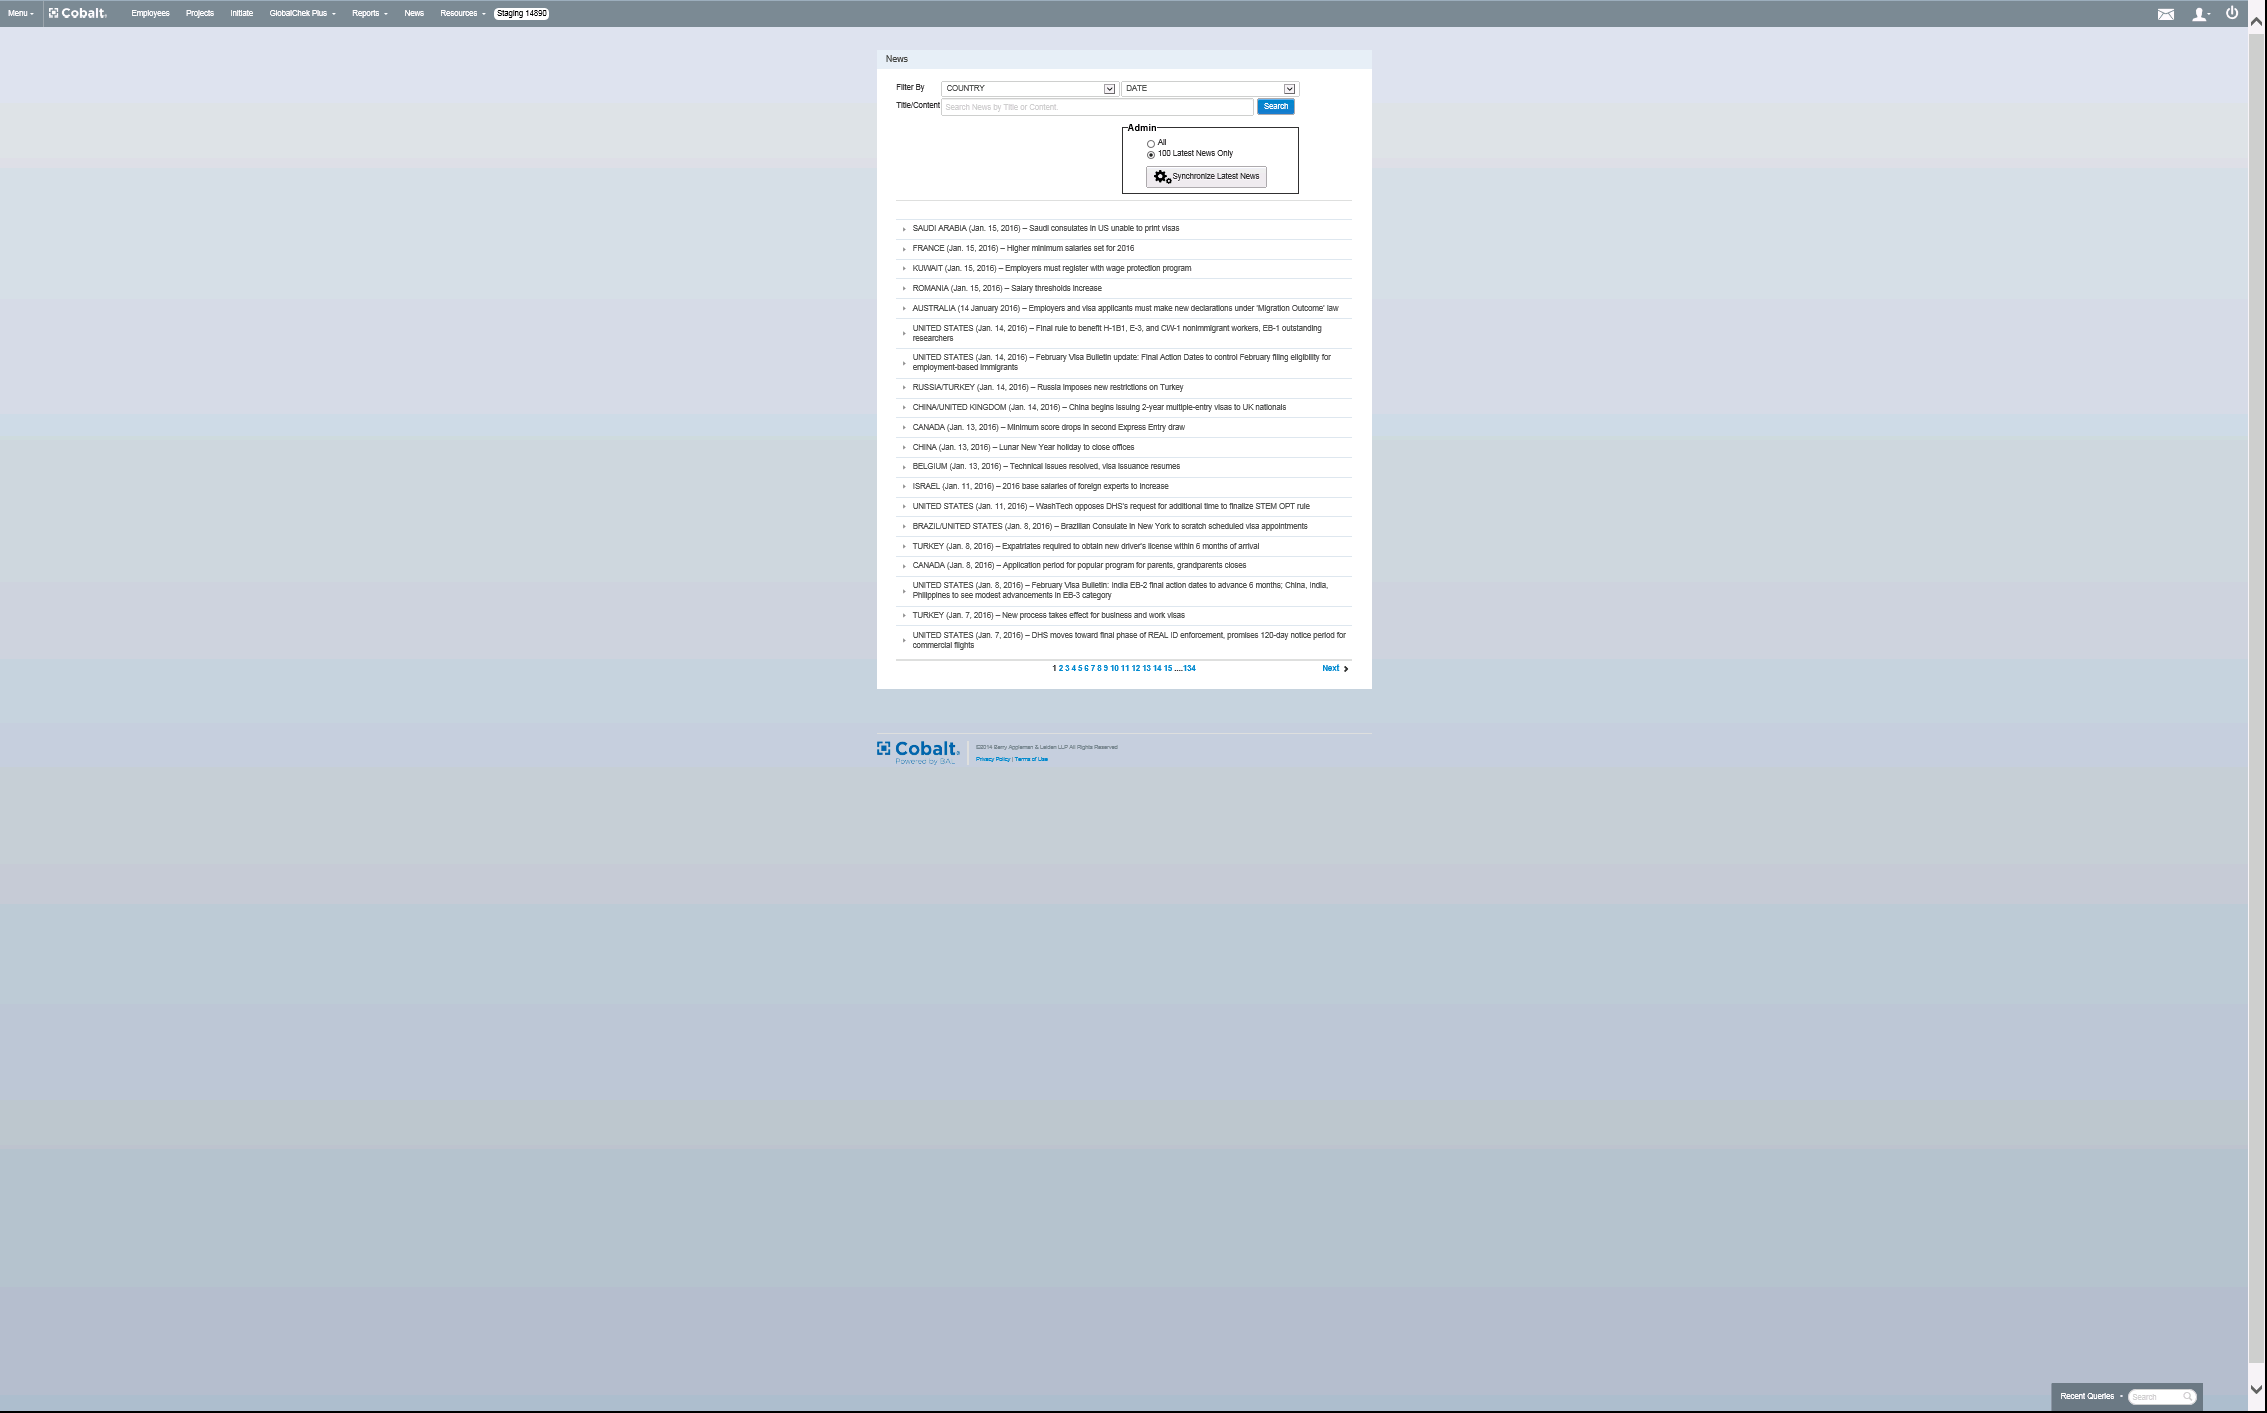 Menu
Cobalt.
Employees
Projects
Initiate
GlobalChek Plus
Reports
News
Resources
Staging 14890
News
Filter By
COUNTRY
DATE
Title/Content
Search News by Title or Content.
Search
Admin
All
100 Latest News Only
Synchronize Latest News
SAUDI ARABIA (Jan. 15, 2016) – Saudi consulates in US unable to print visas
FRANCE (Jan. 15, 2016) – Higher minimum salaries set for 2016
KUWAIT (Jan. 15, 2016) – Employers must register with wage protection program
ROMANIA (Jan. 15, 2016) – Salary thresholds increase
AUSTRALIA (14 January 2016) – Employers and visa applicants must make new declarations under 'Migration Outcome' law
UNITED STATES (Jan. 14, 2016) – Final rule to benefit H-1B1, E-3, and CW-1 nonimmigrant workers, EB-1 outstanding
researchers
UNITED STATES (Jan. 14, 2016) – February Visa Bulletin update: Final Action Dates to control February filing eligibility for
employment-based immigrants
RUSSIA/TURKEY (Jan. 14, 2016) – Russia imposes new restrictions on Turkey
CHINA/UNITED KINGDOM (Jan. 14, 2016) – China begins issuing 2-year multiple-entry visas to UK nationals
CANADA (Jan. 13, 2016) – Minimum score drops in second Express Entry draw
CHINA (Jan. 13, 2016) – Lunar New Year holiday to close offices
BELGIUM (Jan. 13, 2016) – Technical issues resolved, visa issuance resumes
ISRAEL (Jan. 11, 2016) – 2016 base salaries of foreign experts to increase
UNITED STATES (Jan. 11, 2016) – WashTech opposes DHS's request for additional time to finalize STEM OPT rule
BRAZIL/UNITED STATES (Jan. 8, 2016) – Brazilian Consulate in New York to scratch scheduled visa appointments
TURKEY (Jan. 8, 2016) – Expatriates required to obtain new driver's license within 6 months of arrival
CANADA (Jan. 8, 2016) – Application period for popular program for parents, grandparents closes
UNITED STATES (Jan. 8, 2016) – February Visa Bulletin: India EB-2 final action dates to advance 6 months; China, India,
Philippines to see modest advancements in EB-3 category
TURKEY (Jan. 7, 2016) – New process takes effect for business and work visas
UNITED STATES (Jan. 7, 2016) – DHS moves toward final phase of REAL ID enforcement, promises 120-day notice period for
commercial flights
1 2 3 4 5 6 7 8 9 10 11 12 13 14 15 ....134
Next
Cobalt.
Powered by BAL
©2014 Berry Appleman & Leiden LLP All Rights Reserved
Privacy Policy | Terms of Use
Recent Queries
Search